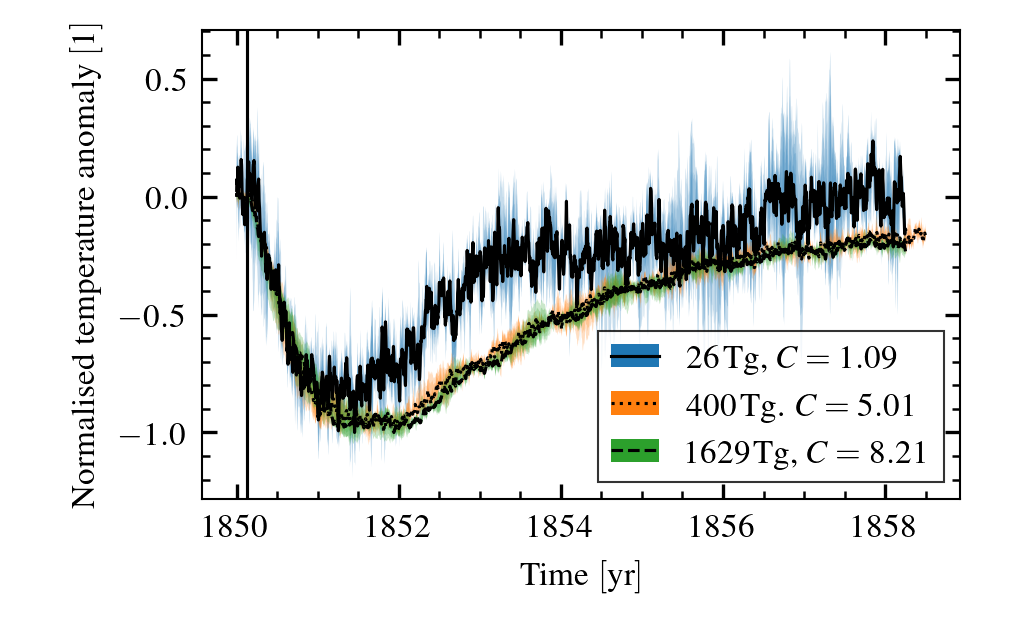 Normalised temperature anomaly [1]
0.5
0.0
−0.5
−1.0
26 Tg, C = 1.09
400 Tg. C = 5.01
1629 Tg, C = 8.21
1850 1852 1854 1856 1858
Time [yr]